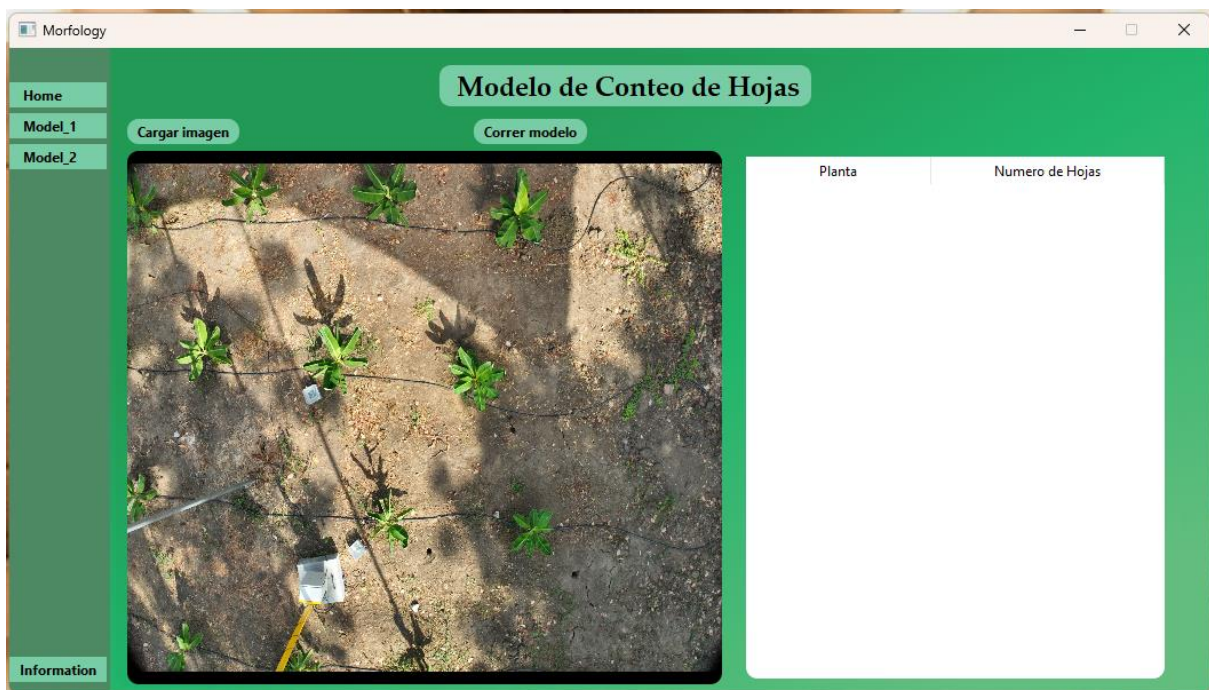 Morfology
Modelo de Conteo de Hojas
Home
Model_1
Model_2
Cargar imagen
Correr modelo
Planta
Numero de Hojas
Information